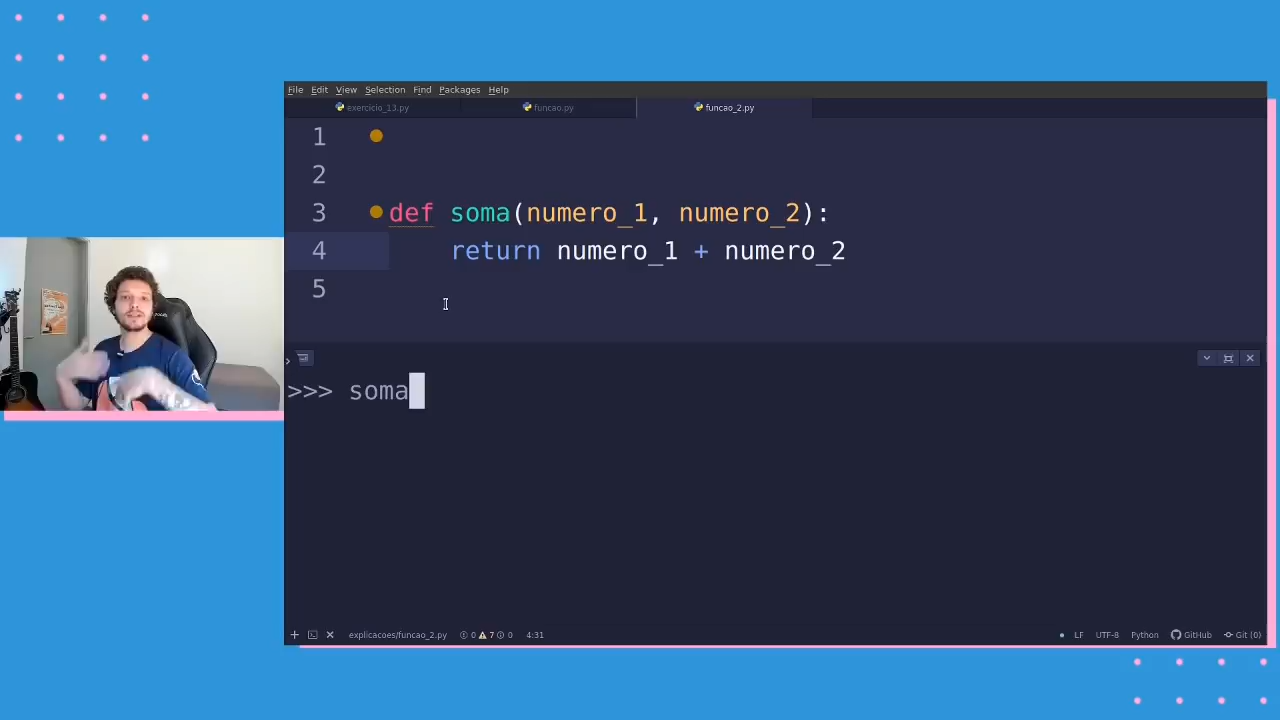 File Edit View Selection Find Packages Help
exercicio_13.py funcao.py funcao_2.py
1
2
3 def soma(numero_1, numero_2):
4 return numero_1 + numero_2
5
>>> soma
explicacoes/funcao_2.py 0 7 0 4:31 LF UTF-8 Python GitHub Git (0)